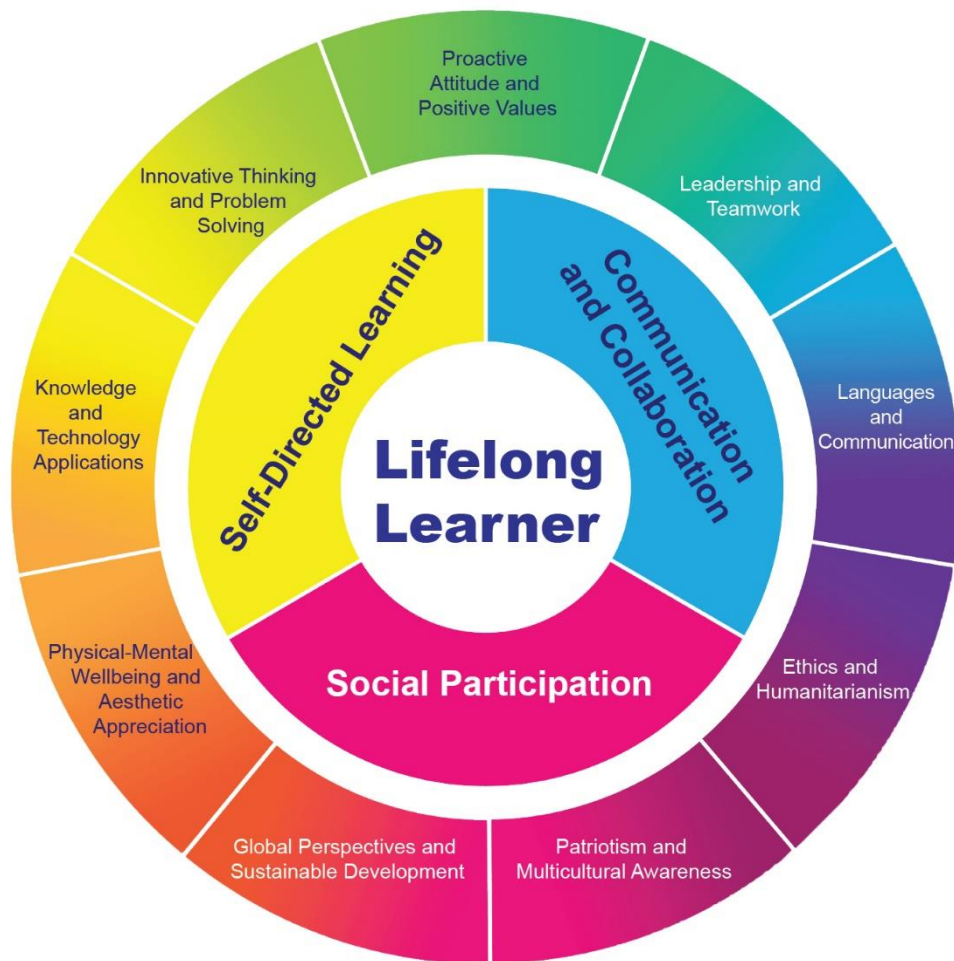 Proactive
Attitude and
Positive Values
Leadership and
Teamwork
Languages
and
Communication
Ethics and
Humanitarianism
Patriotism and
Multicultural Awareness
Global Perspectives and
Sustainable Development
Physical-Mental
Wellbeing and
Aesthetic
Appreciation
Knowledge
and
Technology
Applications
Innovative Thinking
and Problem
Solving
Self-Directed Learning
Communication
and Collaboration
Social Participation
Lifelong
Learner